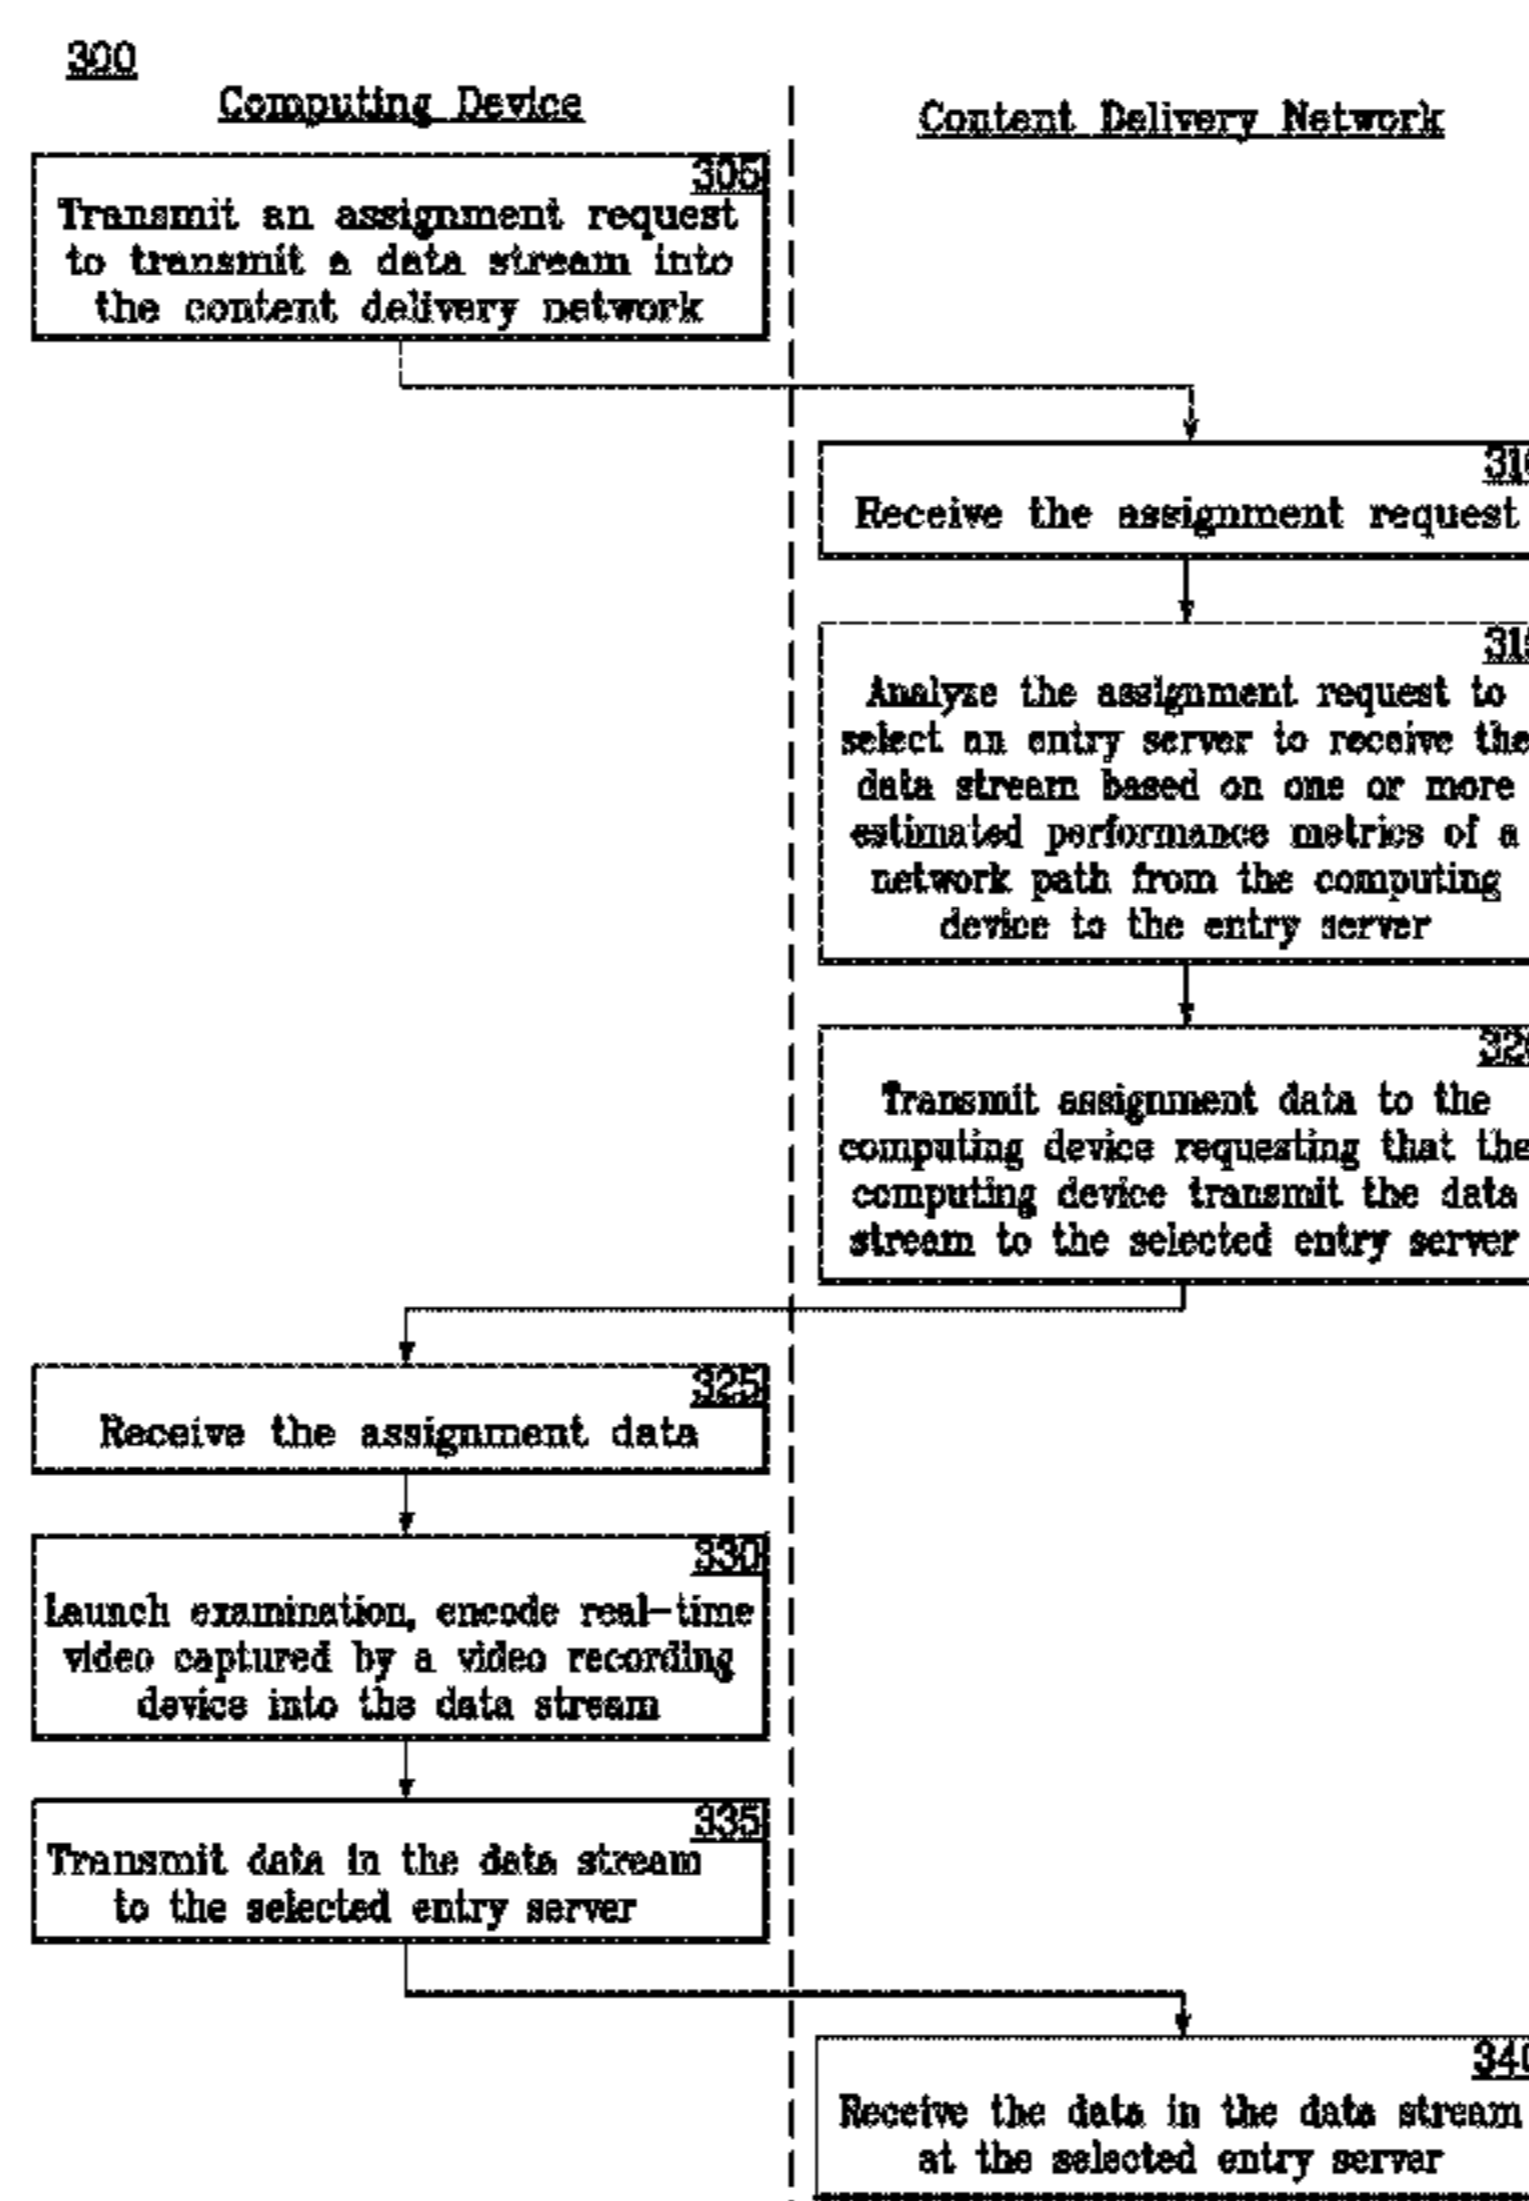 300
Computing Device
Content Delivery Network
305
Transmit an assignment request
to transmit a data stream into
the content delivery network
310
Receive the assignment request
315
Analyze the assignment request to
select an entry server to receive the
data stream based on one or more
estimated performance metrics of a
network path from the computing
device to the entry server
320
Transmit assignment data to the
computing device requesting that the
computing device transmit the data
stream to the selected entry server
325
Receive the assignment data
330
Launch examination, encode real-time
video captured by a video recording
device into the data stream
335
Transmit data in the data stream
to the selected entry server
340
Receive the data in the data stream
at the selected entry server